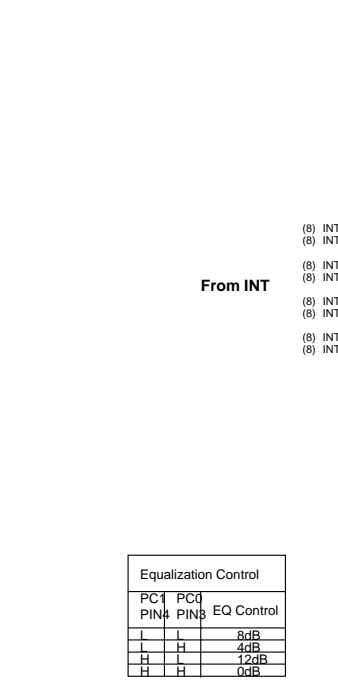 (8) INT
(8) INT
(8) INT
(8) INT
From INT
(8) INT
(8) INT
(8) INT
(8) INT
Equalization Control
PC1 PC0
PIN4 PIN3 EQ Control
L L 8dB
L H 4dB
H L 12dB
H H 0dB